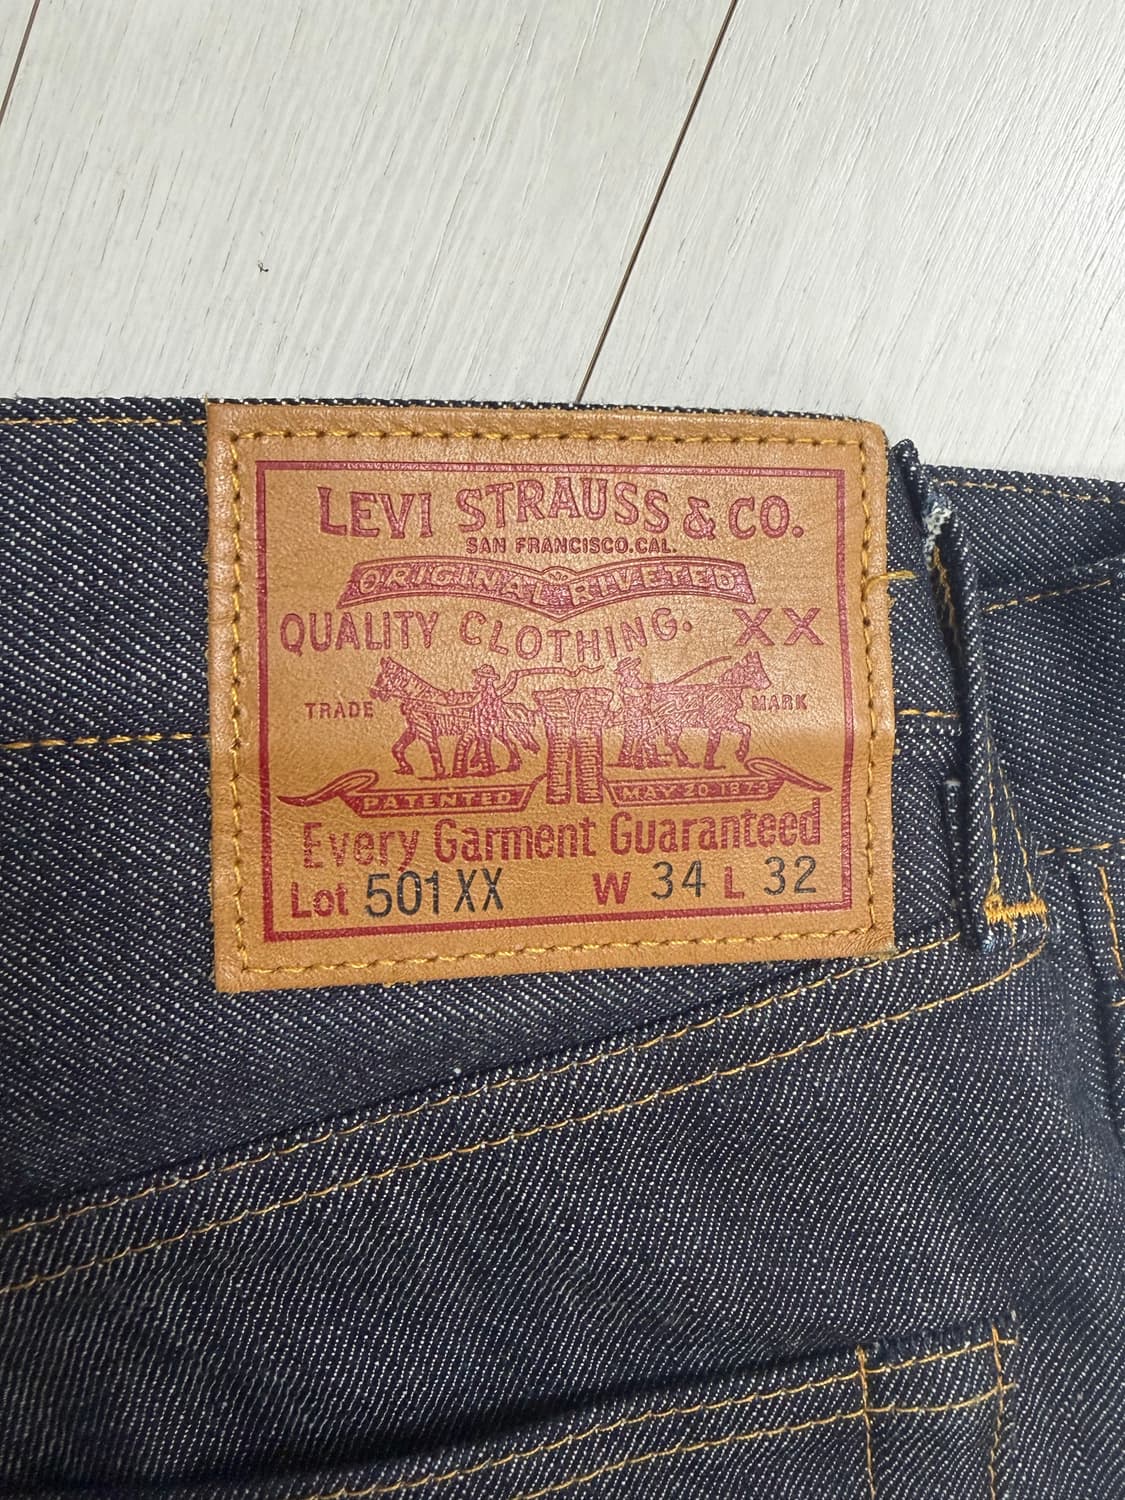 LEVI STRAUSS & CO.
SAN FRANCISCO.CAL.
ORIGINAL RIVETED
QUALITY CLOTHING. XX
TRADE MARK
PATENTED MAY 20 1873
Every Garment Guaranteed
Lot 501XX W 34 L 32